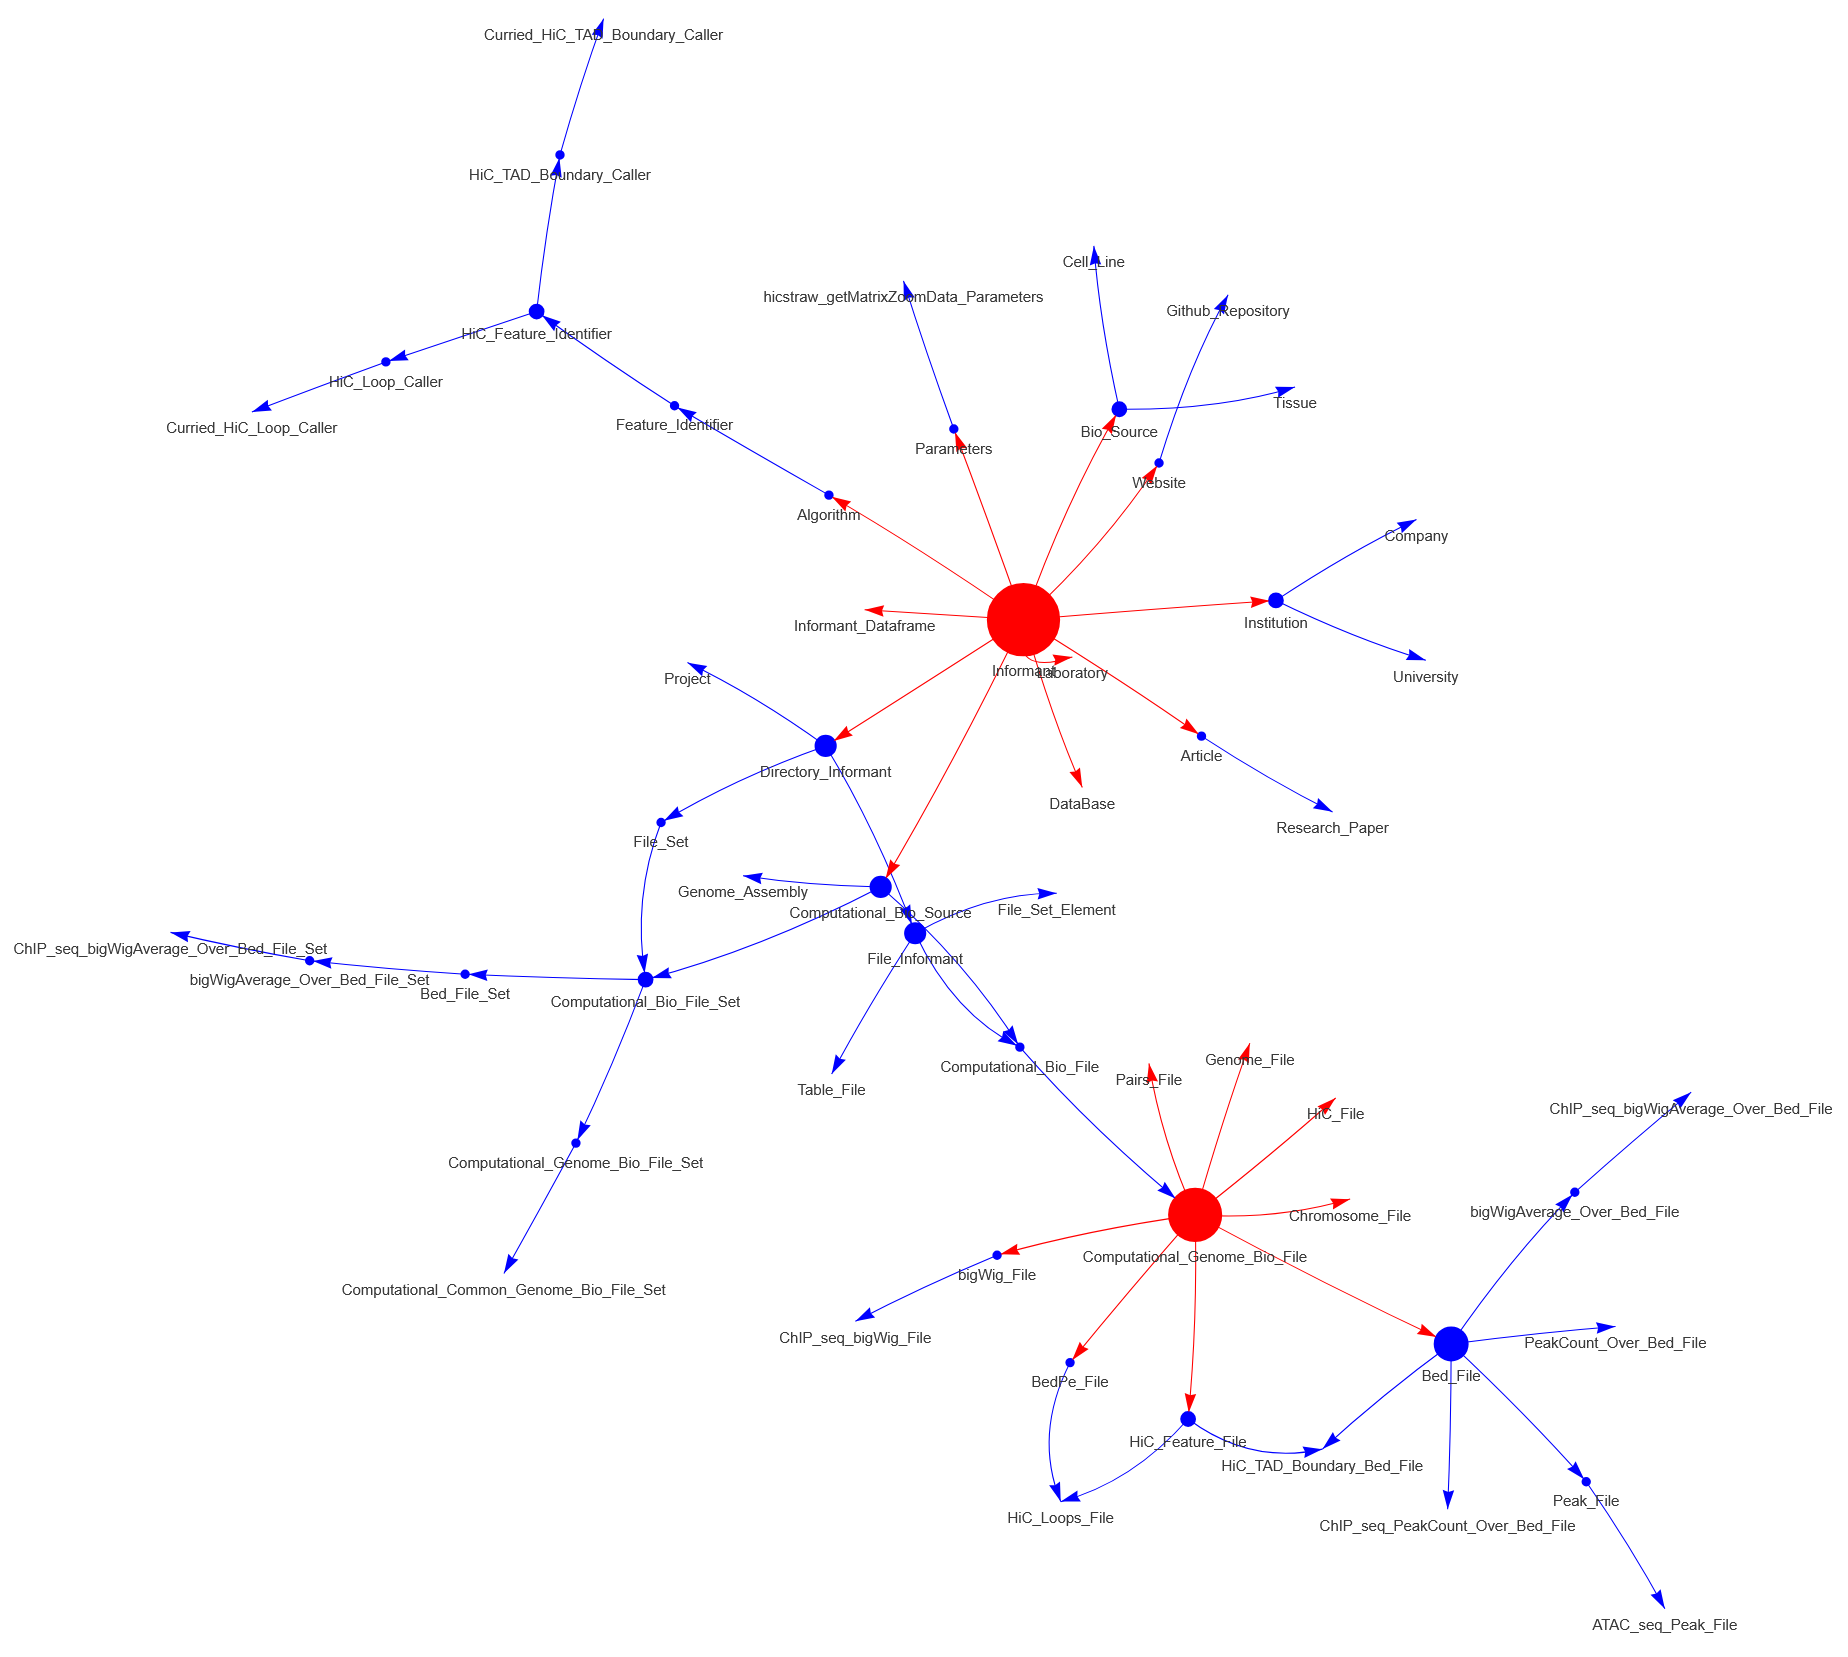 Curried_HiC_TAD_Boundary_Caller
HiC_TAD_Boundary_Caller
Cell_Line
hicstraw_getMatrixZoomData_Parameters
Github_Repository
HiC_Feature_Identifier
HiC_Loop_Caller
Tissue
Curried_HiC_Loop_Caller
Feature_Identifier
Bio_Source
Parameters
Website
Algorithm
Company
Institution
Informant_Dataframe
Informant
Laboratory
University
Project
Article
Directory_Informant
DataBase
Research_Paper
File_Set
Genome_Assembly
Computational_Bio_Source
File_Set_Element
ChIP_seq_bigWigAverage_Over_Bed_File_Set
File_Informant
bigWigAverage_Over_Bed_File_Set
Bed_File_Set
Computational_Bio_File_Set
Genome_File
Computational_Bio_File
Pairs_File
Table_File
ChIP_seq_bigWigAverage_Over_Bed_File
HiC_File
Computational_Genome_Bio_File_Set
bigWigAverage_Over_Bed_File
Chromosome_File
Computational_Genome_Bio_File
bigWig_File
Computational_Common_Genome_Bio_File_Set
ChIP_seq_bigWig_File
PeakCount_Over_Bed_File
Bed_File
BedPe_File
HiC_Feature_File
HiC_TAD_Boundary_Bed_File
Peak_File
HiC_Loops_File
ChIP_seq_PeakCount_Over_Bed_File
ATAC_seq_Peak_File